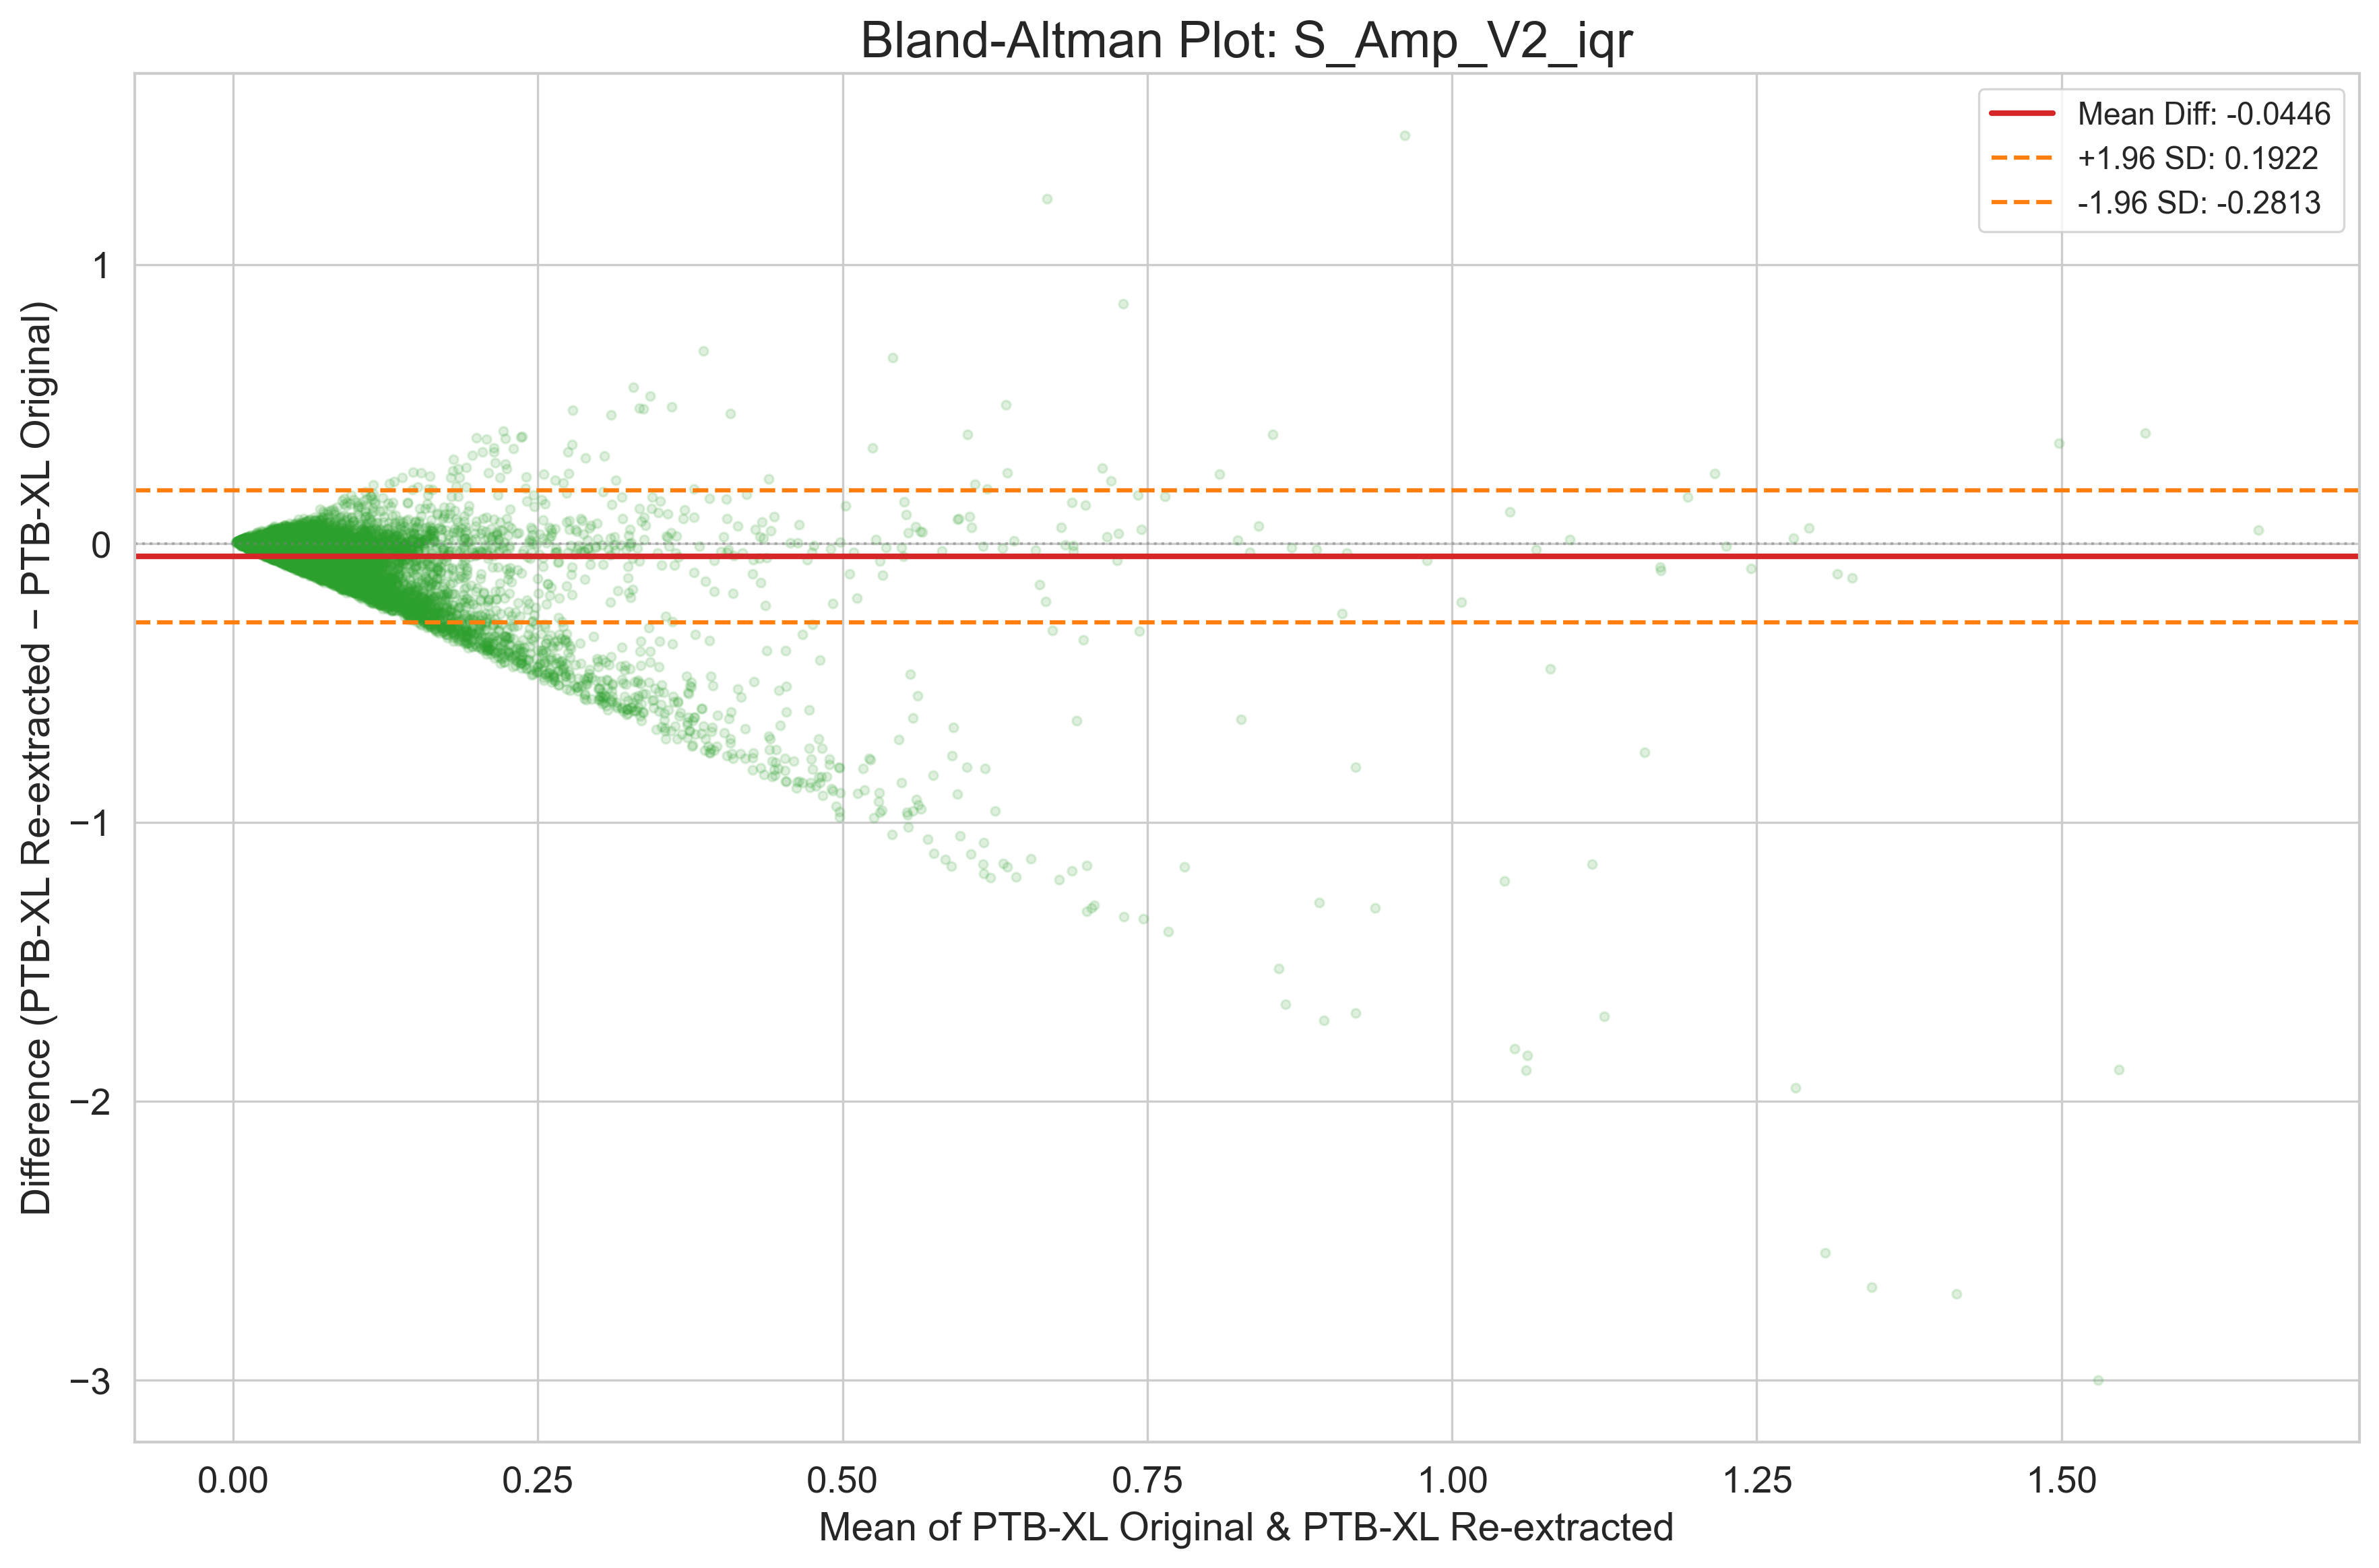 Bland-Altman Plot: S_Amp_V2_iqr
Mean Diff: -0.0446
+1.96 SD: 0.1922
-1.96 SD: -0.2813
Difference (PTB-XL Re-extracted – PTB-XL Original)
1
0
−1
−2
−3
0.00 0.25 0.50 0.75 1.00 1.25 1.50
Mean of PTB-XL Original & PTB-XL Re-extracted